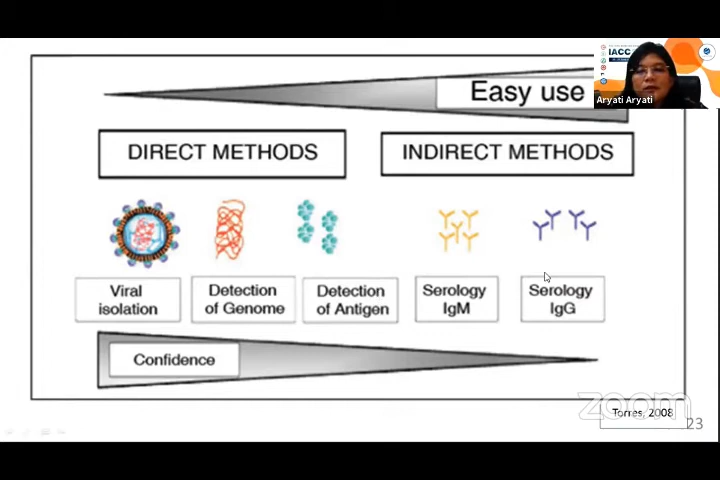 IACC
Aryati Aryati
Easy use
DIRECT METHODS
INDIRECT METHODS
Viral
isolation
Detection
of Genome
Detection
of Antigen
Serology
IgM
Serology
IgG
Confidence
zoom
Torres, 2008
23